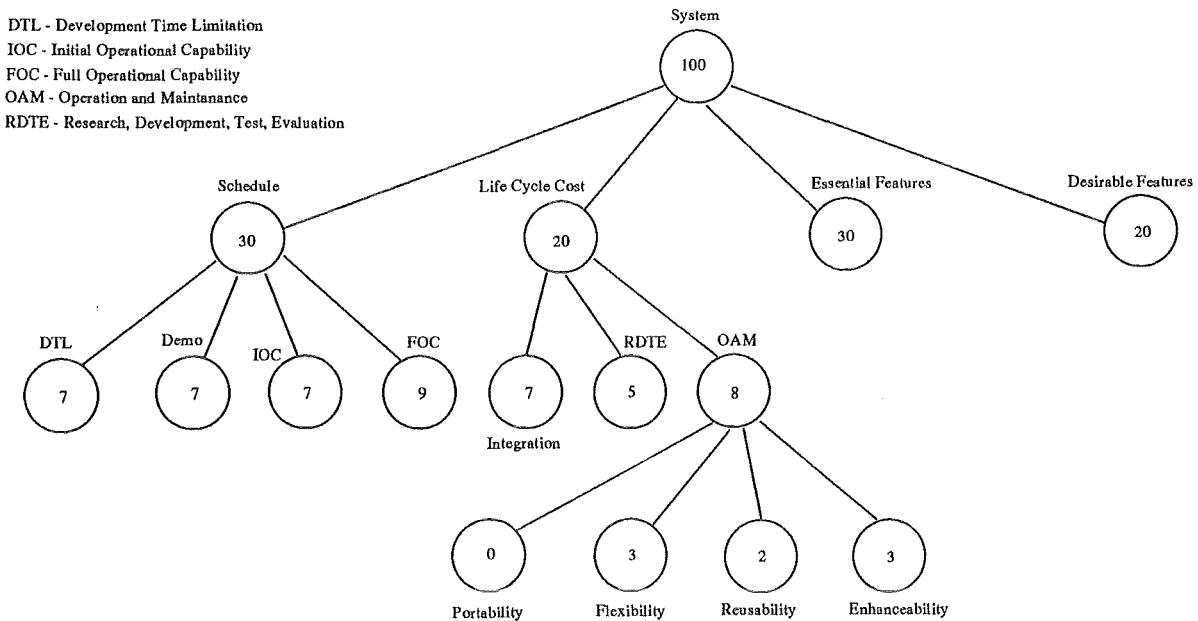 DTL - Development Time Limitation
IOC - Initial Operational Capability
FOC - Full Operational Capability
OAM - Operation and Maintanance
RDTE - Research, Development, Test, Evaluation
System
100
Schedule
Life Cycle Cost
Essential Features
Desirable Features
30
20
30
20
DTL
Demo
IOC
FOC
RDTE
OAM
7
7
7
9
7
5
8
Integration
0
3
2
3
Portability
Flexibility
Reusability
Enhanceability